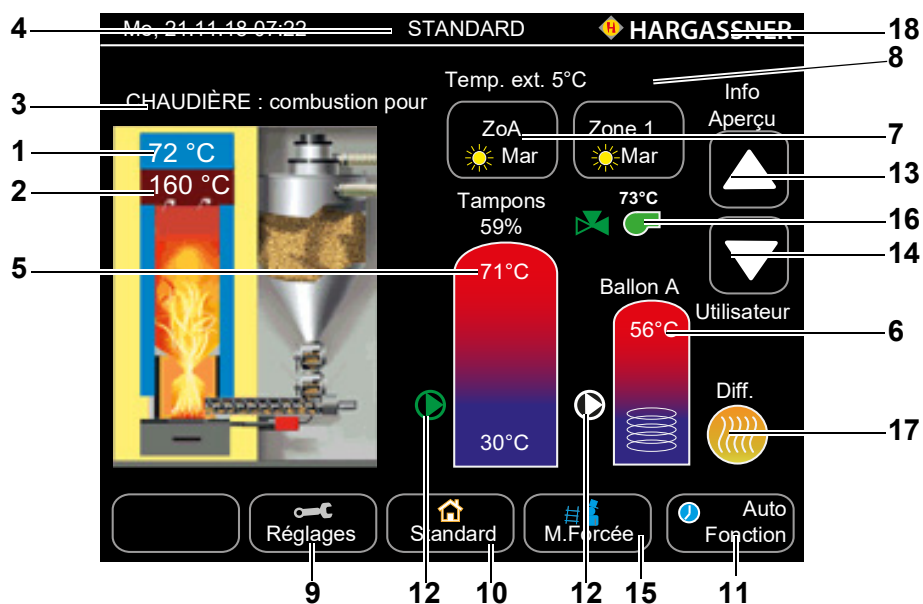 4 Mo, 21.11.18 07:22 STANDARD HARGASSNER 18
8
Temp. ext. 5°C
Info
Aperçu
3 CHAUDIÈRE : combustion pour
ZoA
Mar
Zone 1
Mar
7
1 72 °C
2 160 °C
13
Tampons
59%
73°C
16
5 71°C
14
Ballon A
Utilisateur
56°C 6
Diff.
17
30°C
Réglages
Standard
M.Forcée
Auto
Fonction
9 12 10 12 15 11